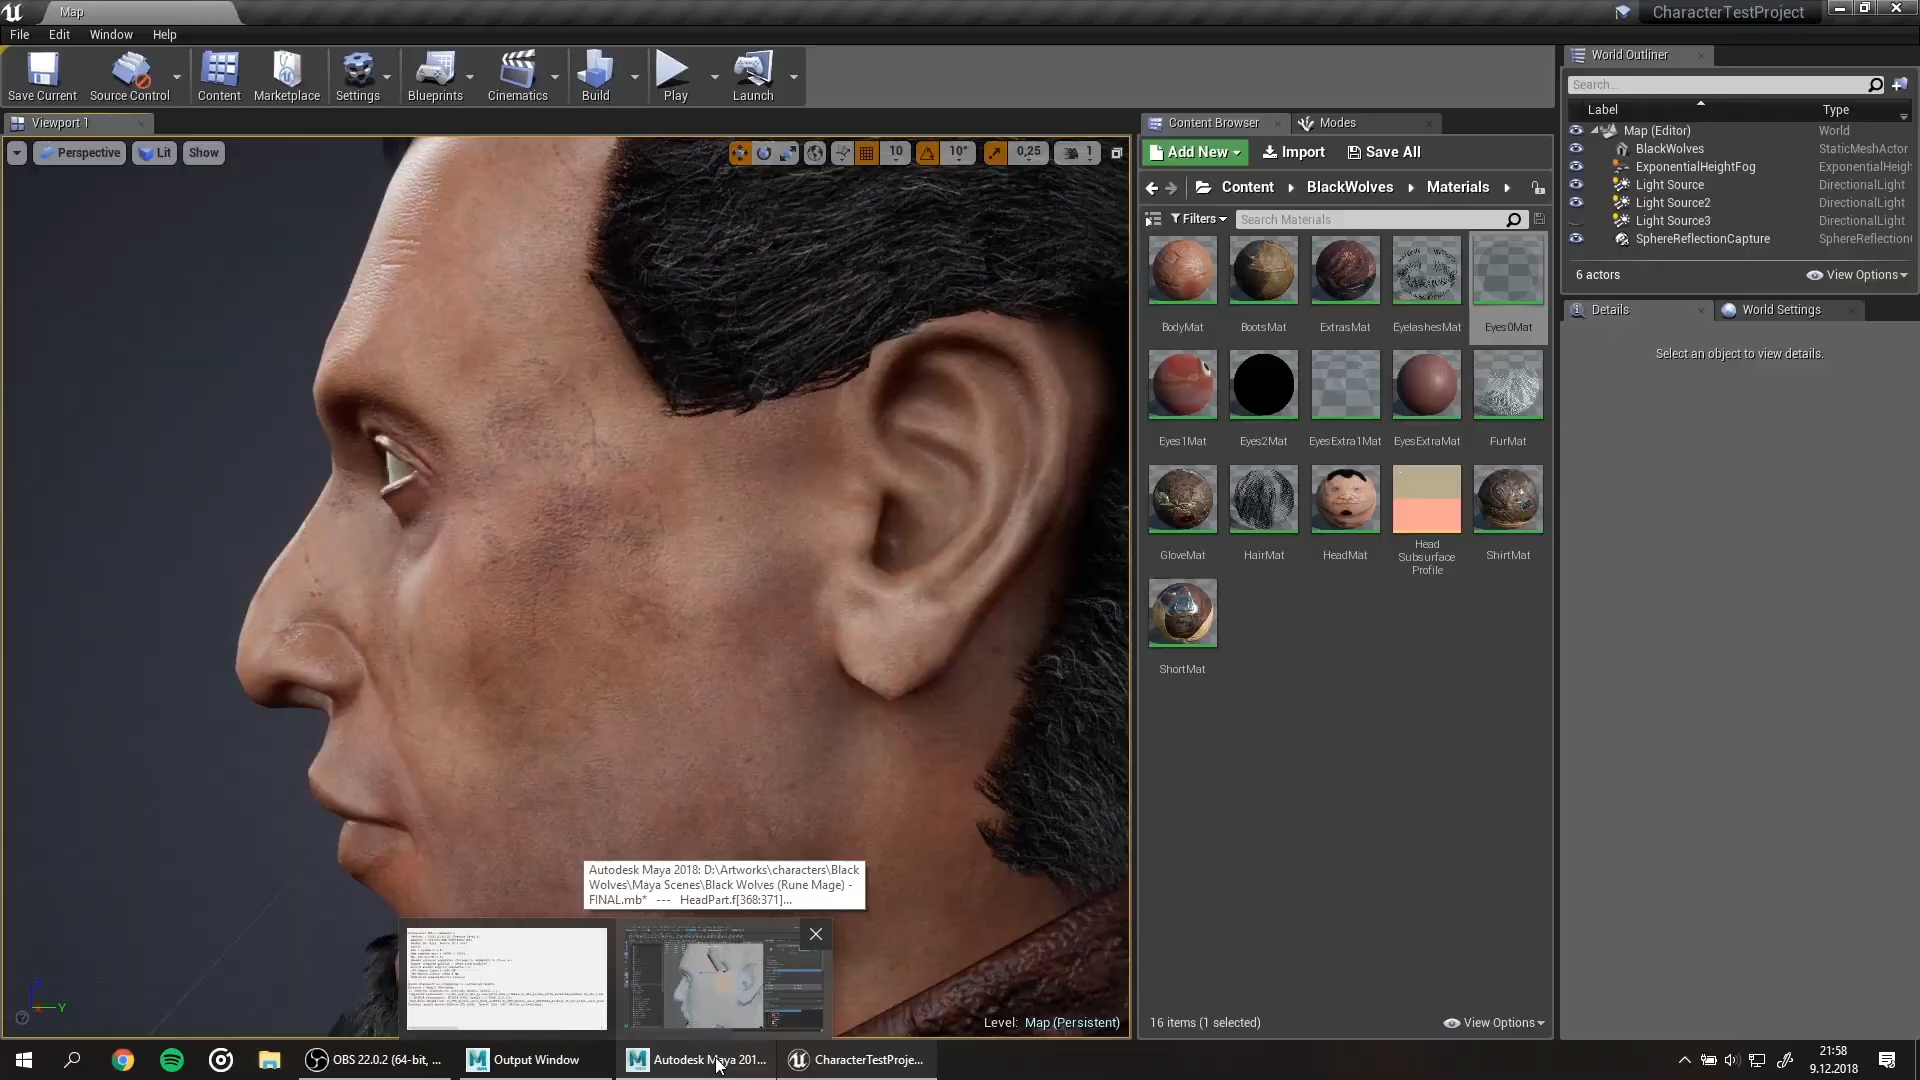 Map
CharacterTestProject
File Edit Window Help
Save Current Source Control Content Marketplace Settings Blueprints Cinematics Build Play Launch
Viewport 1
Perspective Lit Show 10 10° 0,25 1
Content Browser Modes
Add New Import Save All
Content BlackWolves Materials
Filters Search Materials
BodyMat BootsMat ExtrasMat EyelashesMat Eyes0Mat
Eyes1Mat Eyes2Mat EyesExtra1Mat EyesExtraMat FurMat
GloveMat HairMat HeadMat Head Subsurface Profile ShirtMat
ShortMat
16 items (1 selected) View Options
World Outliner
Search...
Label Type
Map (Editor) World
BlackWolves StaticMeshActor
ExponentialHeightFog ExponentialHeigh
Light Source DirectionalLight
Light Source2 DirectionalLight
Light Source3 DirectionalLight
SphereReflectionCapture SphereReflection
6 actors View Options
Details World Settings
Select an object to view details.
Autodesk Maya 2018: D:\Artworks\characters\Black
Wolves\Maya Scenes\Black Wolves (Rune Mage) -
FINAL.mb* --- HeadPart.f[368:371]...
Y
Level: Map (Persistent)
OBS 22.0.2 (64-bit, ... Output Window Autodesk Maya 201... CharacterTestProje...
21:58
9.12.2018